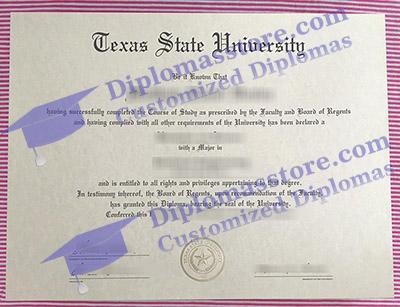 Diplomasstore.com
Customized Diplomas
Texas State University
Be it Known That
having successfully completed the Course of Study as prescribed by the Faculty and Board of Regents
and having complied with all other requirements of the University has been declared a
with a Major in
and is entitled to all rights and privileges appertaining to this degree.
In testimony whereof, the Board of Regents, upon recommendation of the Faculty,
has granted this Diploma, bearing the seal of the University.
Conferred this
Diplomasstore.com
Customized Diplomas